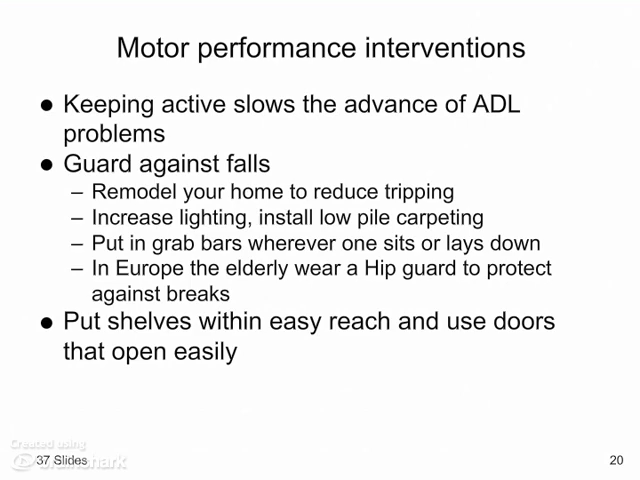 Motor performance interventions
● Keeping active slows the advance of ADL
problems
● Guard against falls
– Remodel your home to reduce tripping
– Increase lighting, install low pile carpeting
– Put in grab bars wherever one sits or lays down
– In Europe the elderly wear a Hip guard to protect
against breaks
● Put shelves within easy reach and use doors
that open easily
Created using
brainshark
37 Slides
20